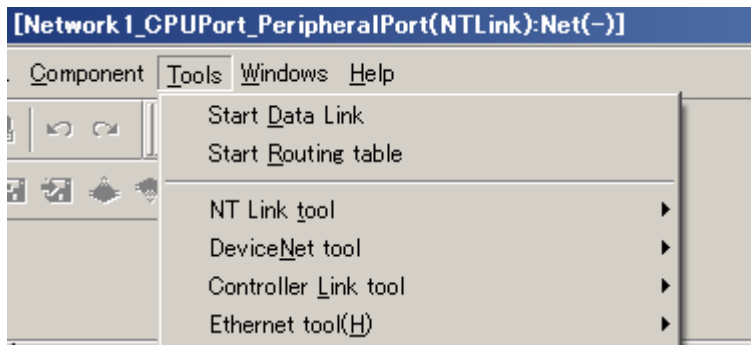 [Network1_CPUPort_PeripheralPort(NTLink):Net(-)]
Component Tools Windows Help
Start Data Link
Start Routing table
NT Link tool
DeviceNet tool
Controller Link tool
Ethernet tool(H)